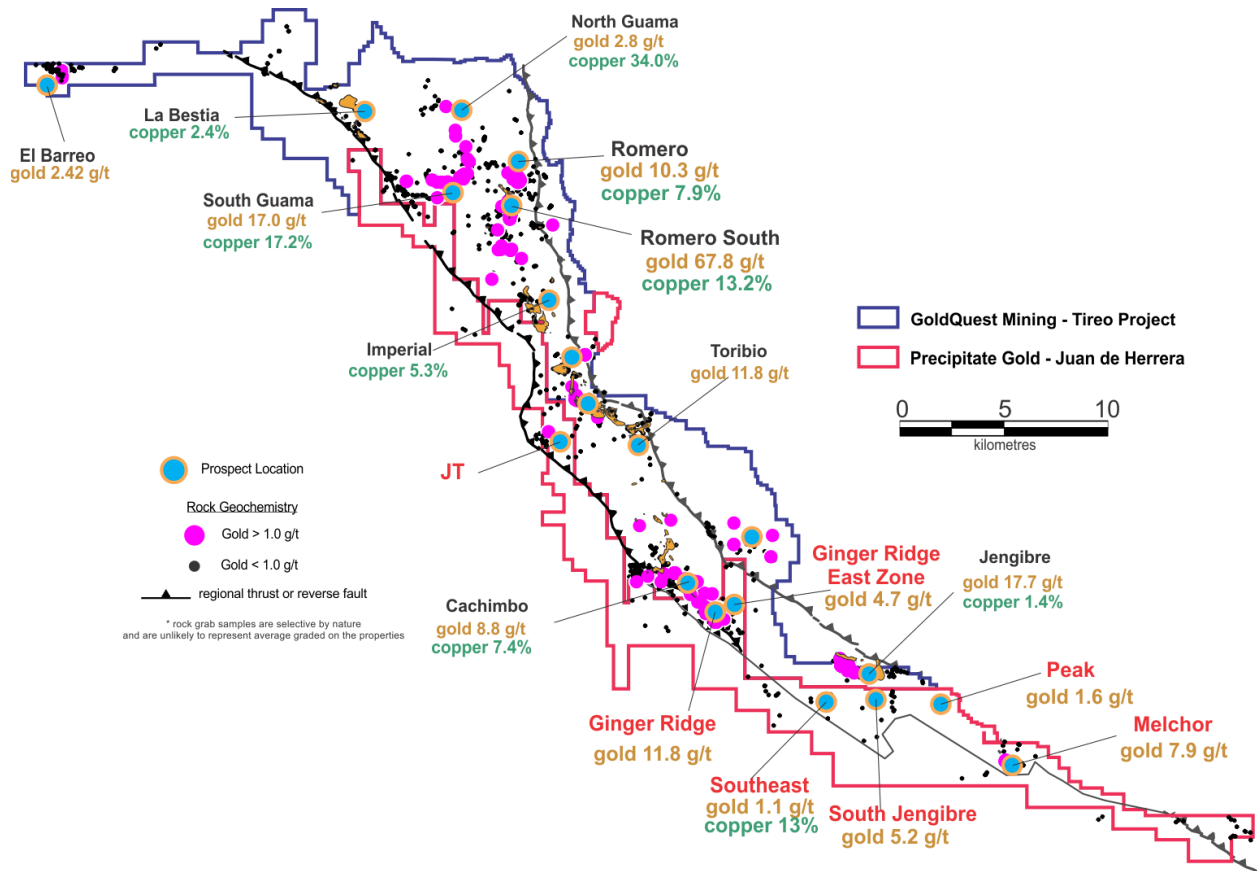 North Guama
gold 2.8 g/t
copper 34.0%
La Bestia
copper 2.4%
El Barreo
gold 2.42 g/t
Romero
gold 10.3 g/t
copper 7.9%
South Guama
gold 17.0 g/t
copper 17.2%
Romero South
gold 67.8 g/t
copper 13.2%
Imperial
copper 5.3%
Toribio
gold 11.8 g/t
GoldQuest Mining - Tireo Project
Precipitate Gold - Juan de Herrera
0 5 10
kilometres
JT
Prospect Location
Rock Geochemistry
Gold > 1.0 g/t
Gold < 1.0 g/t
regional thrust or reverse fault
* rock grab samples are selective by nature
and are unlikely to represent average graded on the properties
Ginger Ridge
East Zone
gold 4.7 g/t
Jengibre
gold 17.7 g/t
copper 1.4%
Cachimbo
gold 8.8 g/t
copper 7.4%
Peak
gold 1.6 g/t
Ginger Ridge
gold 11.8 g/t
Melchor
gold 7.9 g/t
Southeast
gold 1.1 g/t
copper 13%
South Jengibre
gold 5.2 g/t